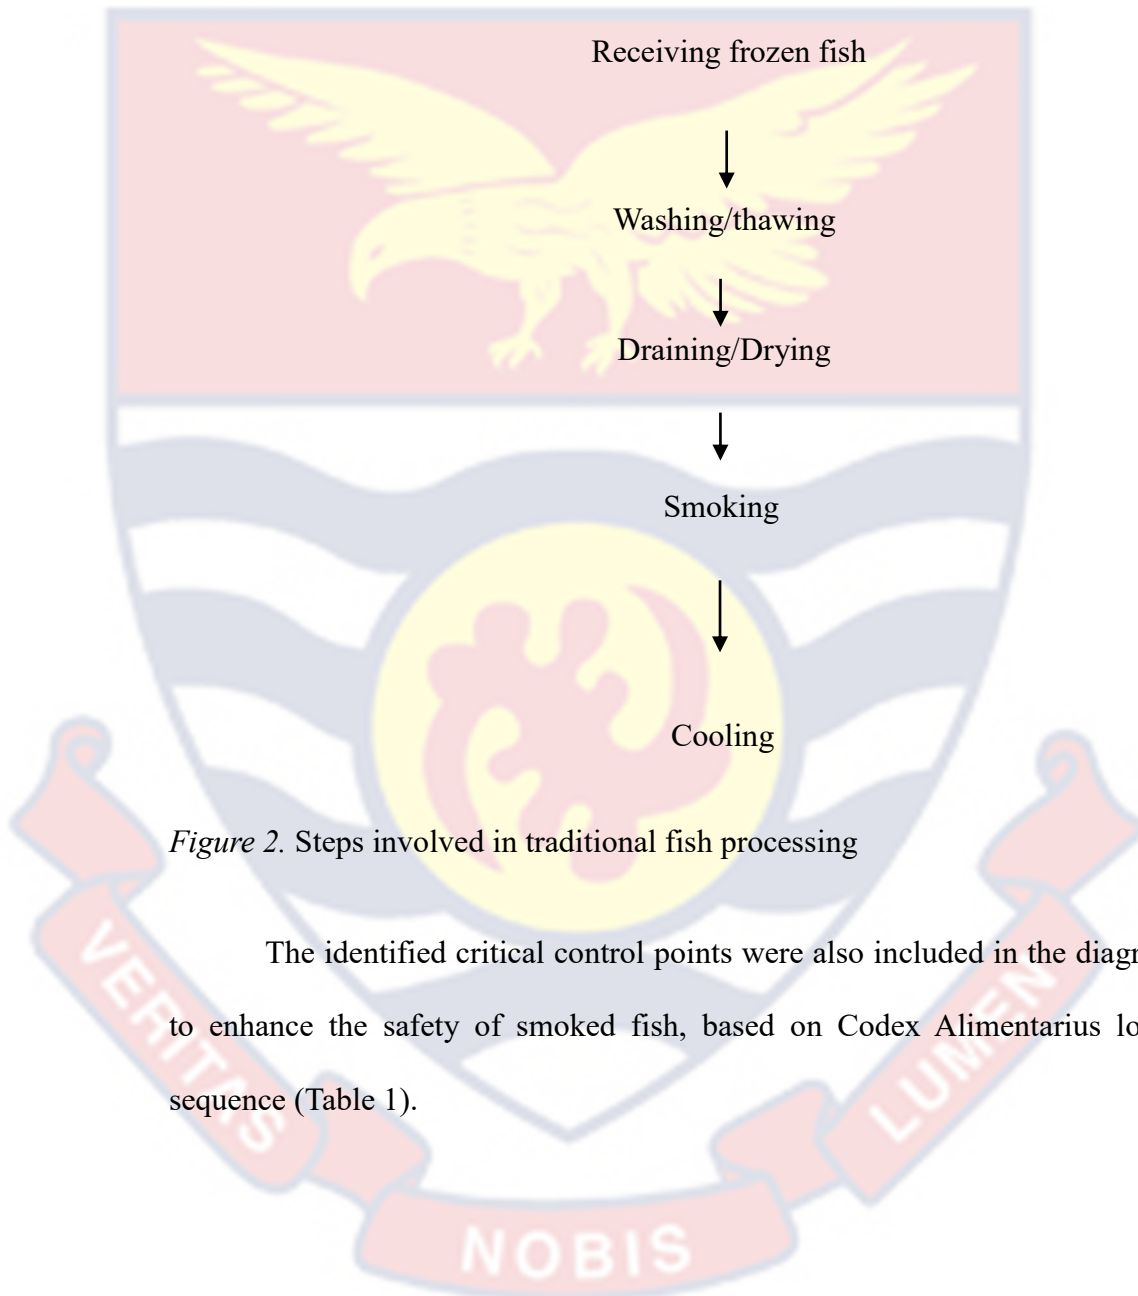 Receiving frozen fish
Washing/thawing
Draining/Drying
Smoking
Cooling
Figure 2. Steps involved in traditional fish processing
The identified critical control points were also included in the diagr
to enhance the safety of smoked fish, based on Codex Alimentarius lo
sequence (Table 1).
VERITAS
NOBIS
LUMEN